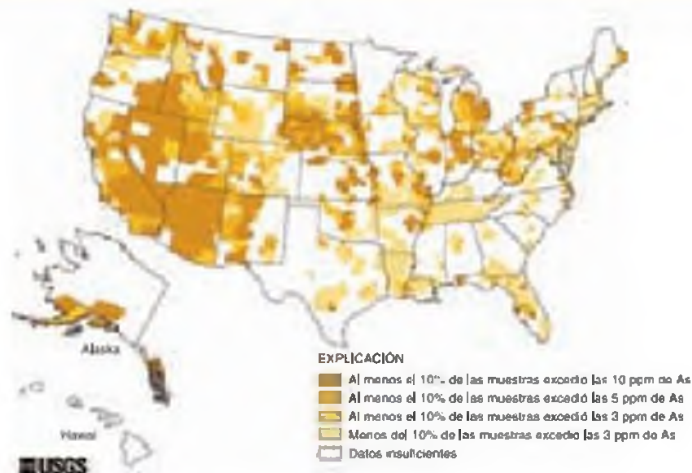 Alaska
Hawai
USGS
EXPLICACIÓN
Al menos el 10% de las muestras excedió las 10 ppm de As
Al menos el 10% de las muestras excedió las 5 ppm de As
Al menos el 10% de las muestras excedió las 3 ppm de As
Menos del 10% de las muestras excedió las 3 ppm de As
Datos insuficientes